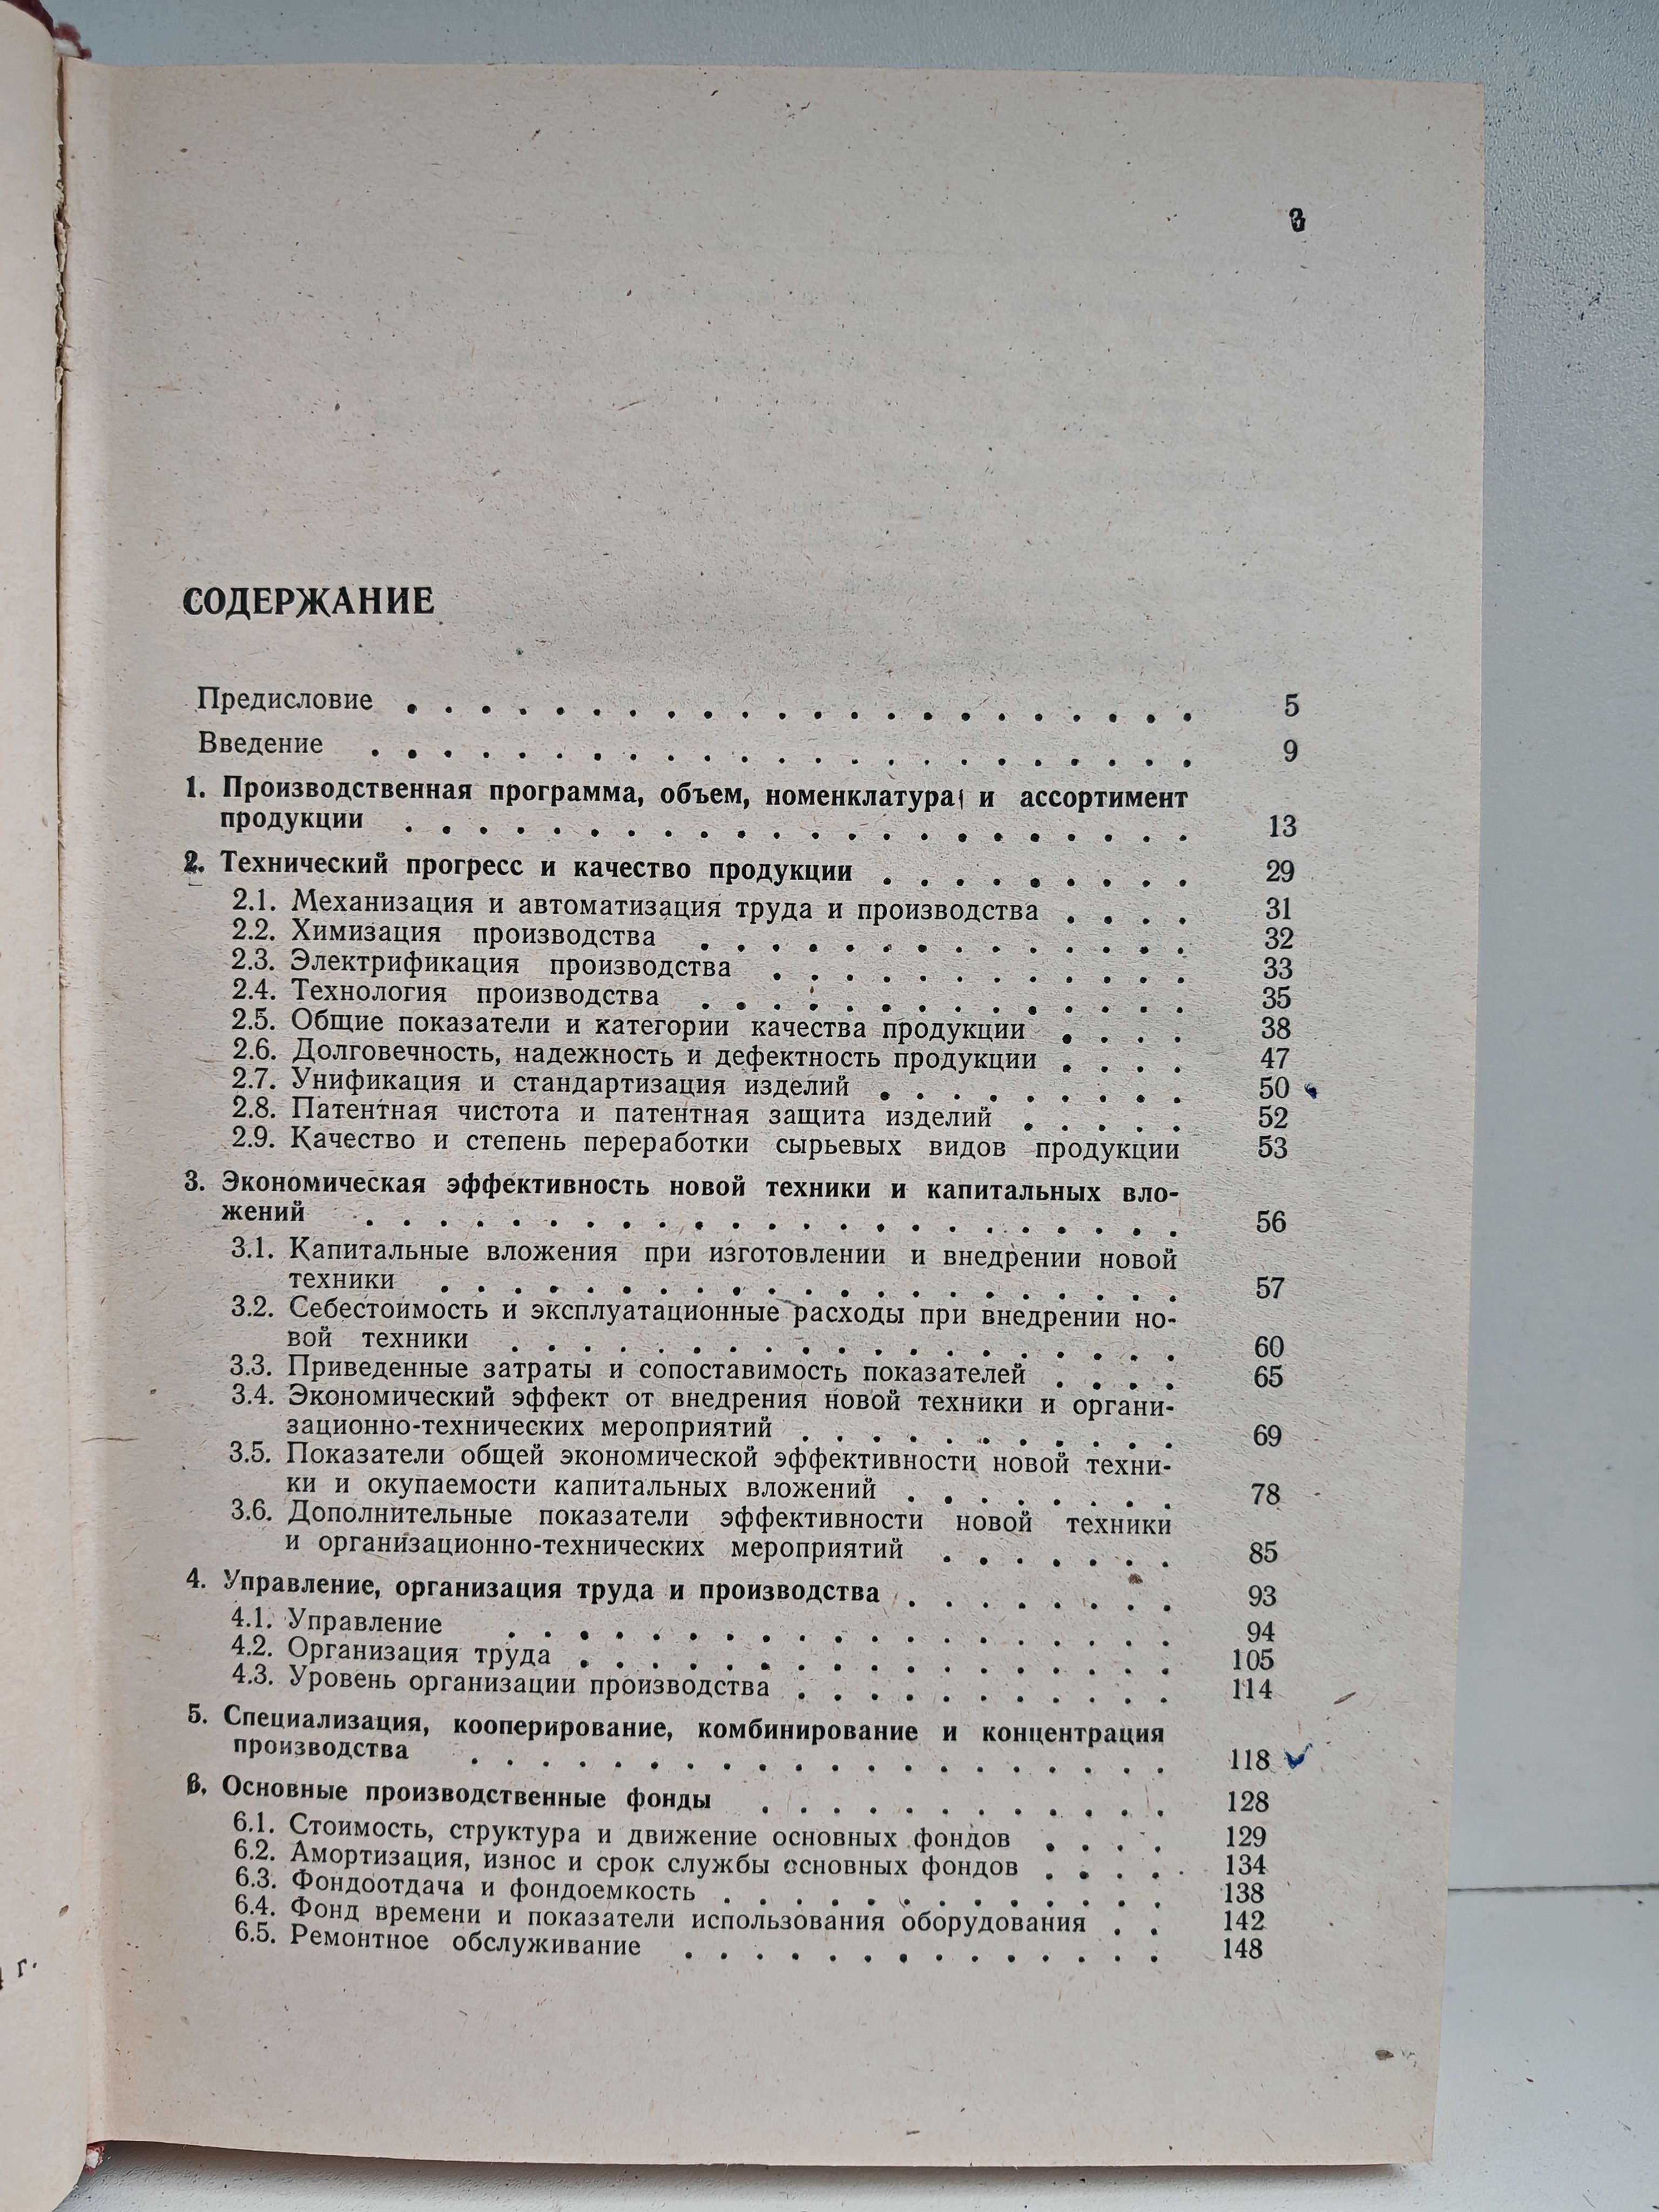 3
СОДЕРЖАНИЕ
Предисловие . . . . . . . . . . . . . . . . . . . . . . 5
Введение . . . . . . . . . . . . . . . . . . . . . . . 9
1. Производственная программа, объем, номенклатура и ассортимент
продукции . . . . . . . . . . . . . . . . . . . . . . 13
2. Технический прогресс и качество продукции . . . . . . . . . 29
2.1. Механизация и автоматизация труда и производства . . . . 31
2.2. Химизация производства . . . . . . . . . . . . . . 32
2.3. Электрификация производства . . . . . . . . . . . . 33
2.4. Технология производства . . . . . . . . . . . . . . 35
2.5. Общие показатели и категории качества продукции . . . . 38
2.6. Долговечность, надежность и дефектность продукции . . . . 47
2.7. Унификация и стандартизация изделий . . . . . . . . . 50
2.8. Патентная чистота и патентная защита изделий . . . . . 52
2.9. Качество и степень переработки сырьевых видов продукции 53
3. Экономическая эффективность новой техники и капитальных вло-
жений . . . . . . . . . . . . . . . . . . . . . . . 56
3.1. Капитальные вложения при изготовлении и внедрении новой
техники . . . . . . . . . . . . . . . . . . . . . 57
3.2. Себестоимость и эксплуатационные расходы при внедрении но-
вой техники . . . . . . . . . . . . . . . . . . . 60
3.3. Приведенные затраты и сопоставимость показателей . . . . 65
3.4. Экономический эффект от внедрения новой техники и органи-
зационно-технических мероприятий . . . . . . . . . . . 69
3.5. Показатели общей экономической эффективности новой техни-
ки и окупаемости капитальных вложений . . . . . . . . 78
3.6. Дополнительные показатели эффективности новой техники
и организационно-технических мероприятий . . . . . . . 85
4. Управление, организация труда и производства . . . . . . . . 93
4.1. Управление . . . . . . . . . . . . . . . . . . . 94
4.2. Организация труда . . . . . . . . . . . . . . . . . 105
4.3. Уровень организации производства . . . . . . . . . . . 114
5. Специализация, кооперирование, комбинирование и концентрация
производства . . . . . . . . . . . . . . . . . . . . 118
6. Основные производственные фонды . . . . . . . . . . . . 128
6.1. Стоимость, структура и движение основных фондов . . . . 129
6.2. Амортизация, износ и срок службы основных фондов . . . . 134
6.3. Фондоотдача и фондоемкость . . . . . . . . . . . . . 138
6.4. Фонд времени и показатели использования оборудования . . 142
6.5. Ремонтное обслуживание . . . . . . . . . . . . . . 148
г.